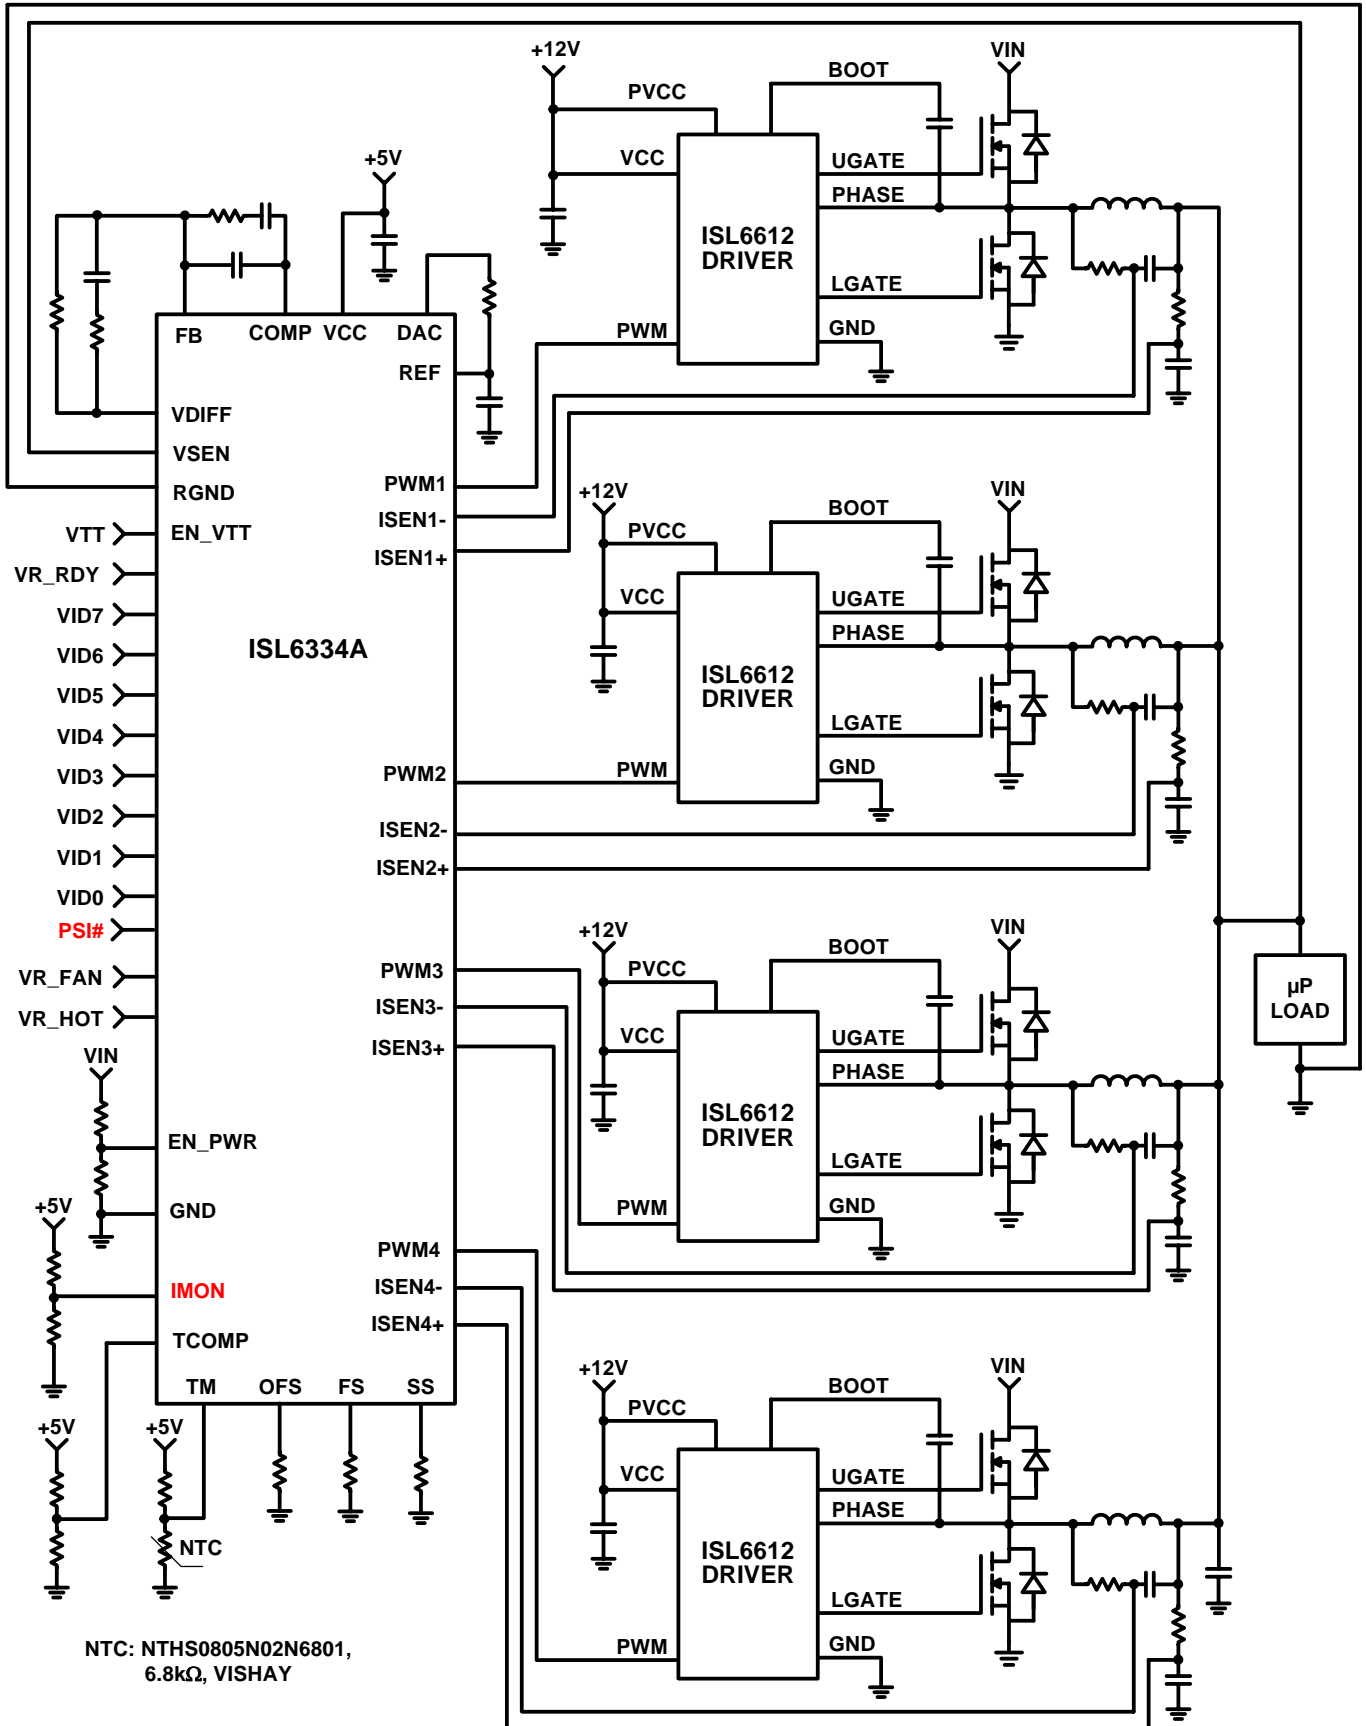 +12V
VIN
BOOT
PVCC
VCC
UGATE
PHASE
ISL6612
DRIVER
LGATE
GND
PWM
+5V
FB
COMP
VCC
DAC
REF
VDIFF
VSEN
RGND
EN_VTT
VTT
VR_RDY
VID7
VID6
VID5
VID4
VID3
VID2
VID1
VID0
PSI#
VR_FAN
VR_HOT
VIN
EN_PWR
GND
+5V
IMON
TCOMP
TM
OFS
FS
SS
ISL6334A
PWM1
ISEN1-
ISEN1+
PWM2
ISEN2-
ISEN2+
PWM3
ISEN3-
ISEN3+
PWM4
ISEN4-
ISEN4+
+12V
VIN
BOOT
PVCC
VCC
UGATE
PHASE
ISL6612
DRIVER
LGATE
GND
PWM
+12V
VIN
BOOT
PVCC
VCC
UGATE
PHASE
ISL6612
DRIVER
LGATE
GND
PWM
µP
LOAD
+12V
VIN
BOOT
PVCC
VCC
UGATE
PHASE
ISL6612
DRIVER
LGATE
GND
PWM
+5V
+5V
NTC
NTC: NTHS0805N02N6801,
6.8kΩ, VISHAY